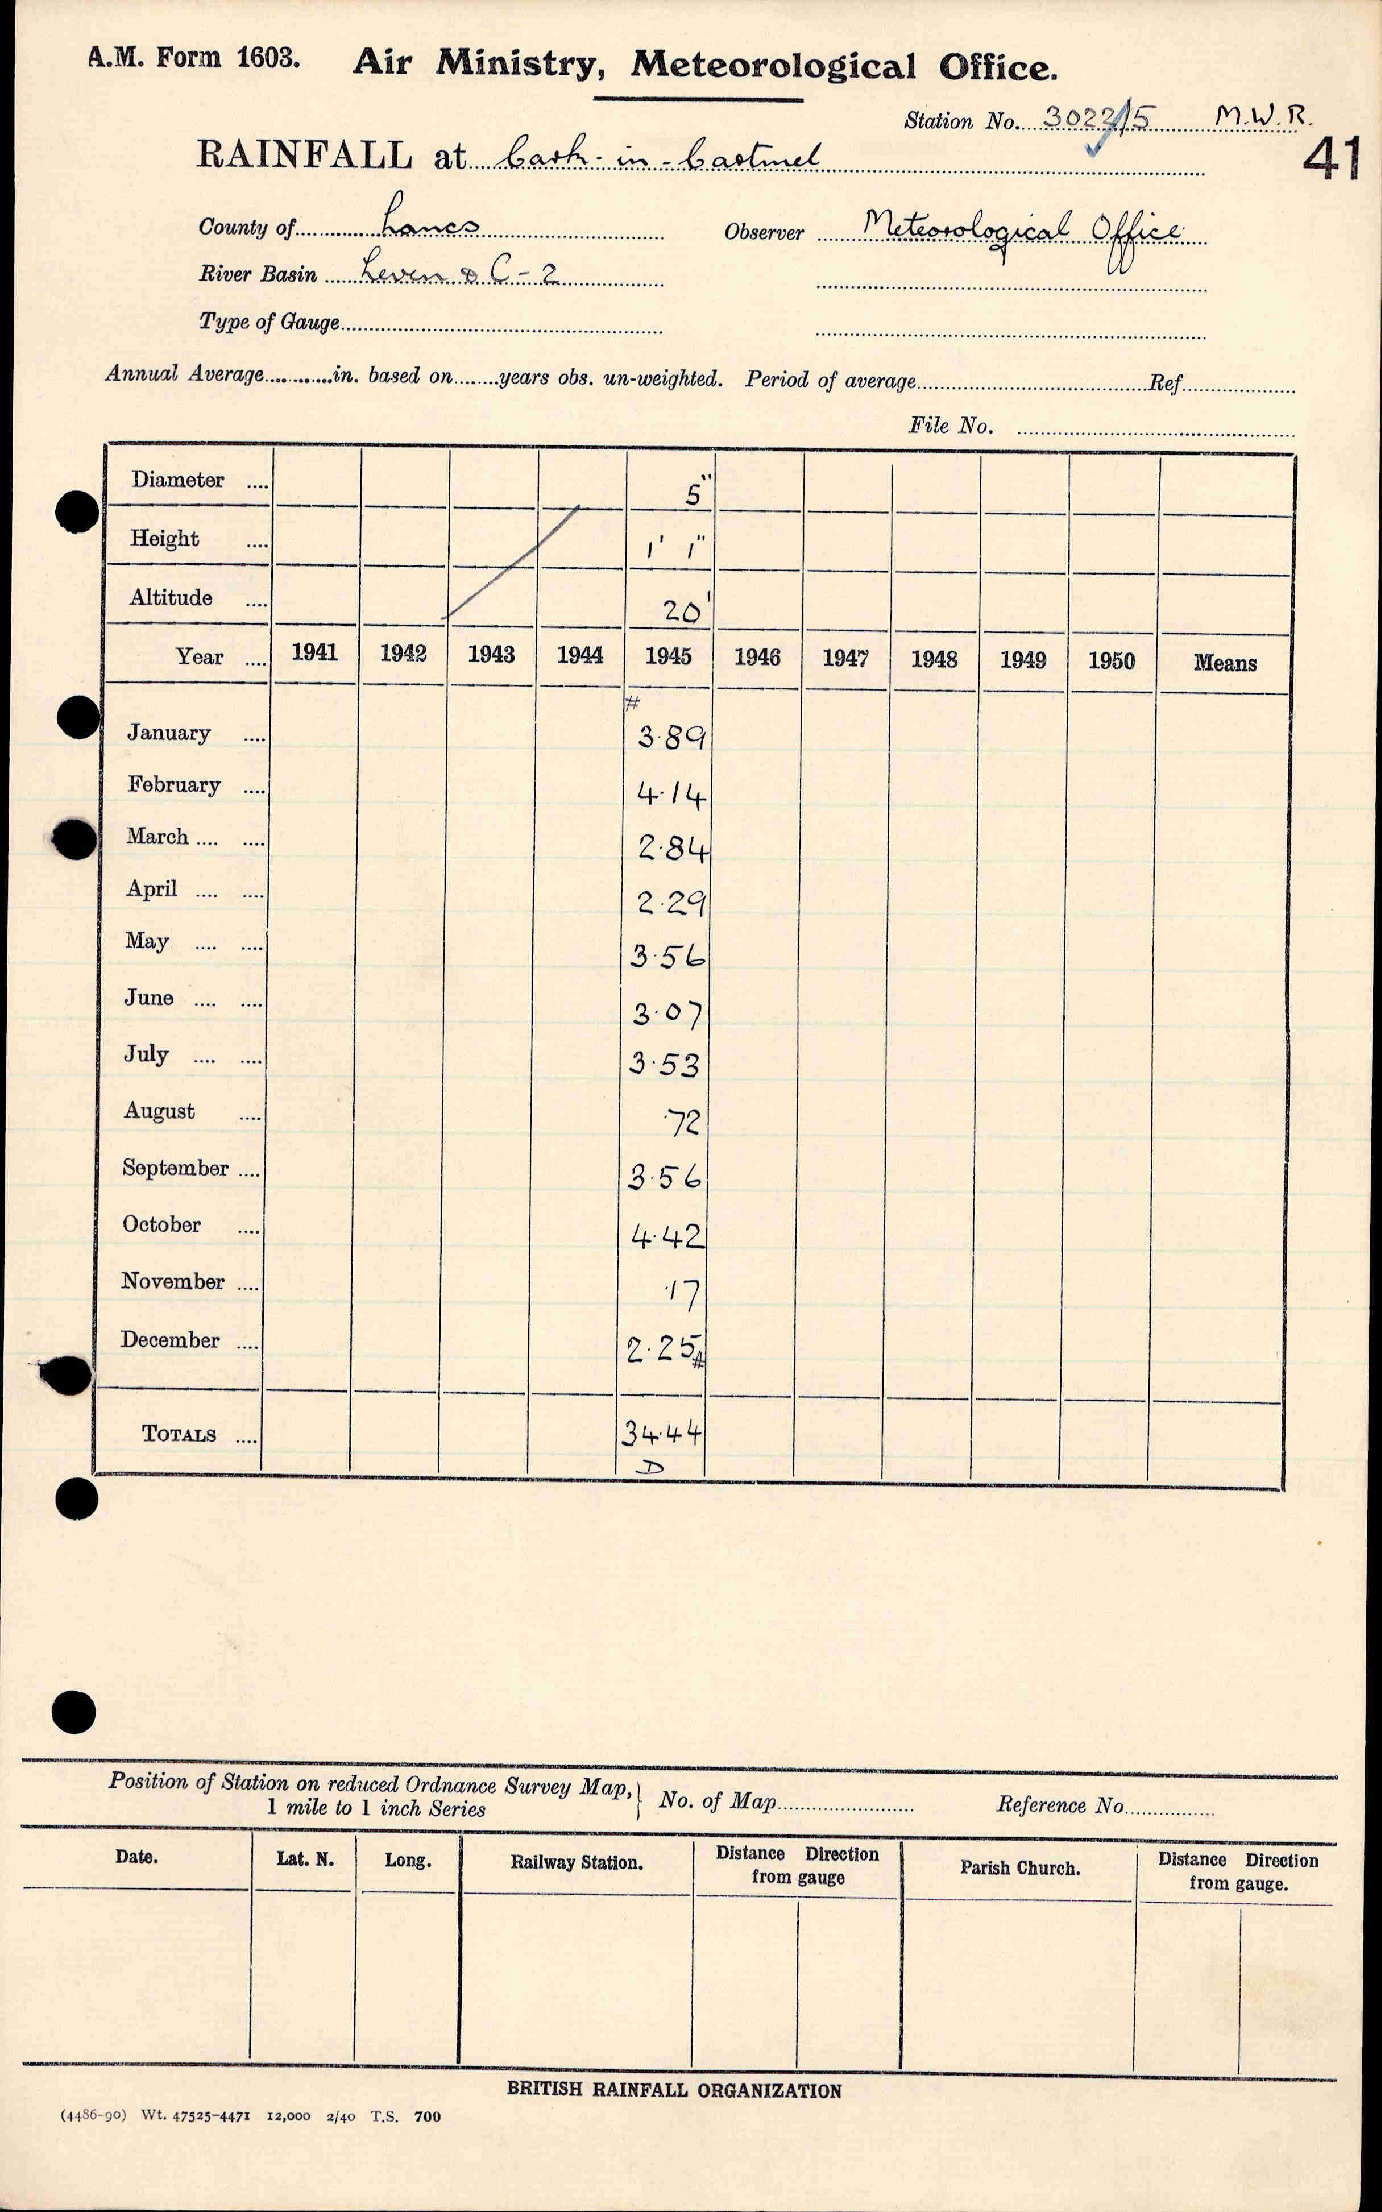 A.M. Form 1603. Air Ministry, Meteorological Office.
Station No. 3022/5 M.W.R.
41
RAINFALL at Cark-in-Cartmel
County of Lancs Observer Meteorological Office
River Basin Leven & C-2
Type of Gauge
Annual Average............in. based on........years obs. un-weighted. Period of average................Ref................
File No. ................
Diameter .... 5"
Height .... 1' 1"
Altitude .... 20'
Year .... 1941 1942 1943 1944 1945 1946 1947 1948 1949 1950 Means
#
January .... 3.89
February .... 4.14
March .... .... 2.84
April .... .... 2.29
May .... .... 3.56
June .... .... 3.07
July .... .... 3.53
August .... .72
September .... 3.56
October .... 4.42
November .... .17
December .... 2.25#
TOTALS .... 34.44
D
Position of Station on reduced Ordnance Survey Map, } No. of Map................ Reference No................
1 mile to 1 inch Series
Date. Lat. N. Long. Railway Station. Distance Direction from gauge Parish Church. Distance Direction from gauge.
BRITISH RAINFALL ORGANIZATION
(4486-90) Wt. 47525-4471 12,000 2/40 T.S. 700